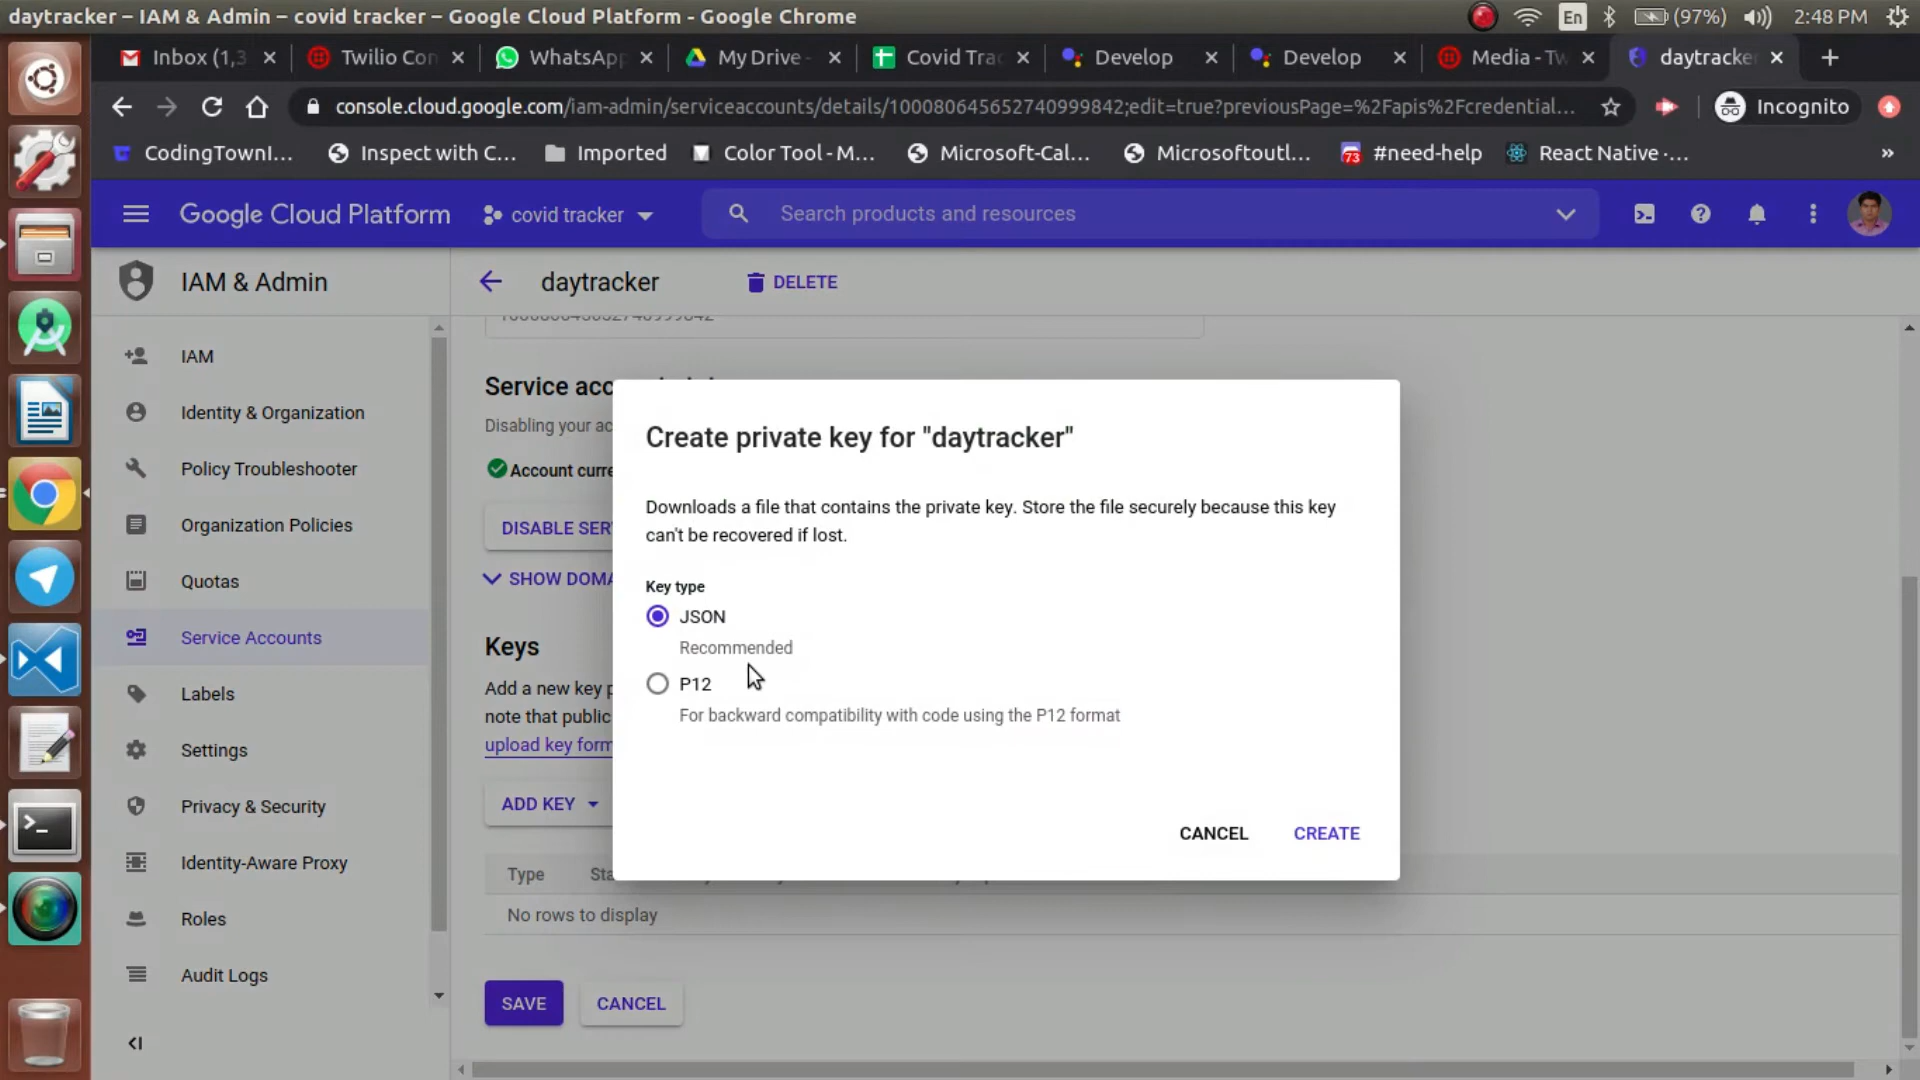 daytracker – IAM & Admin – covid tracker – Google Cloud Platform - Google Chrome
En
(97%)
2:48 PM
Inbox (1,3
Twilio Con
WhatsApp
My Drive -
Covid Trac
Develop
Develop
Media - Tw
daytracke
console.cloud.google.com/iam-admin/serviceaccounts/details/100080645652740999842;edit=true?previousPage=%2Fapis%2Fcredential...
Incognito
CodingTownI...
Inspect with C...
Imported
Color Tool - M...
Microsoft-Cal...
Microsoftoutl...
73
#need-help
React Native -...
»
Google Cloud Platform
covid tracker
Search products and resources
IAM & Admin
daytracker
DELETE
IAM
Identity & Organization
Policy Troubleshooter
Organization Policies
Quotas
Service Accounts
Labels
Settings
Privacy & Security
Identity-Aware Proxy
Roles
Audit Logs
100080645652740999842
Service acc
Disabling your ac
Account curre
DISABLE SER
SHOW DOMA
Keys
Add a new key p
note that public
upload key form
ADD KEY
Type
Sta
No rows to display
SAVE
CANCEL
Create private key for "daytracker"
Downloads a file that contains the private key. Store the file securely because this key
can't be recovered if lost.
Key type
JSON
Recommended
P12
For backward compatibility with code using the P12 format
CANCEL
CREATE